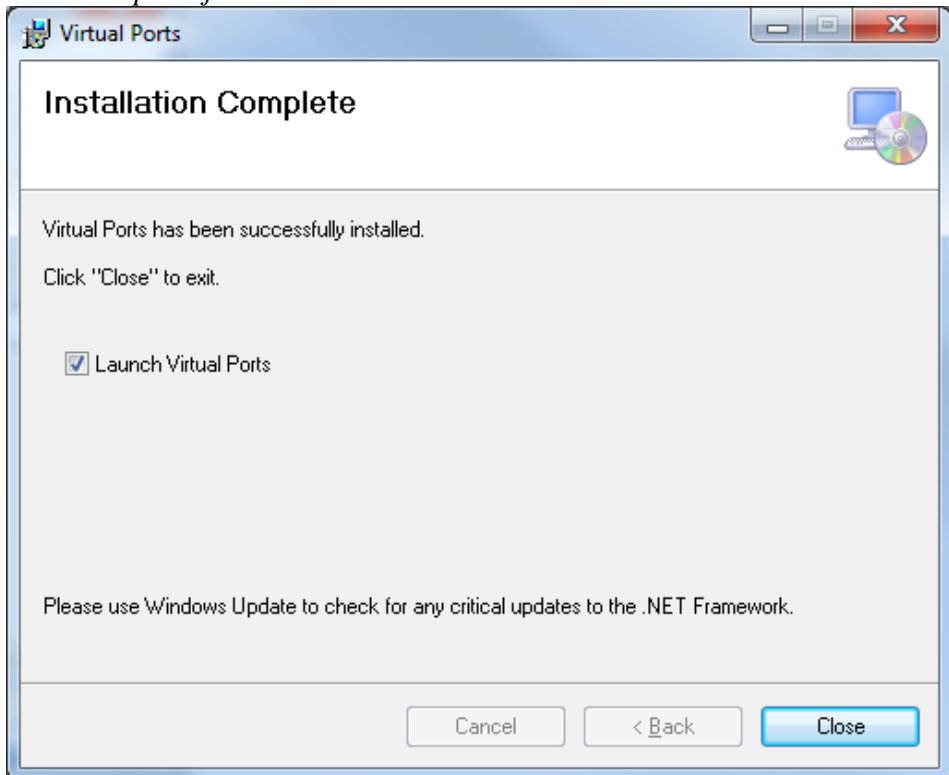 Virtual Ports
Installation Complete
Virtual Ports has been successfully installed.
Click "Close" to exit.
Launch Virtual Ports
Please use Windows Update to check for any critical updates to the .NET Framework.
Cancel
< Back
Close